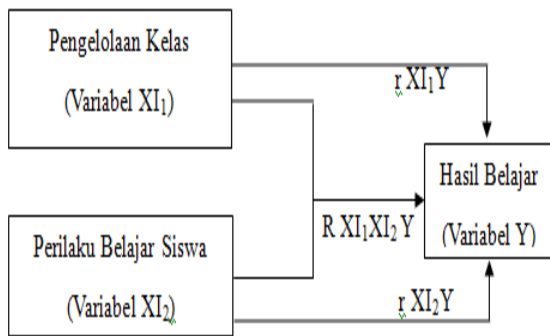 Pengelolaan Kelas
(Variabel XI₁)
r XI₁Y
Hasil Belajar
(Variabel Y)
R XI₁XI₂ Y
Perilaku Belajar Siswa
(Variabel XI₂)
r XI₂Y